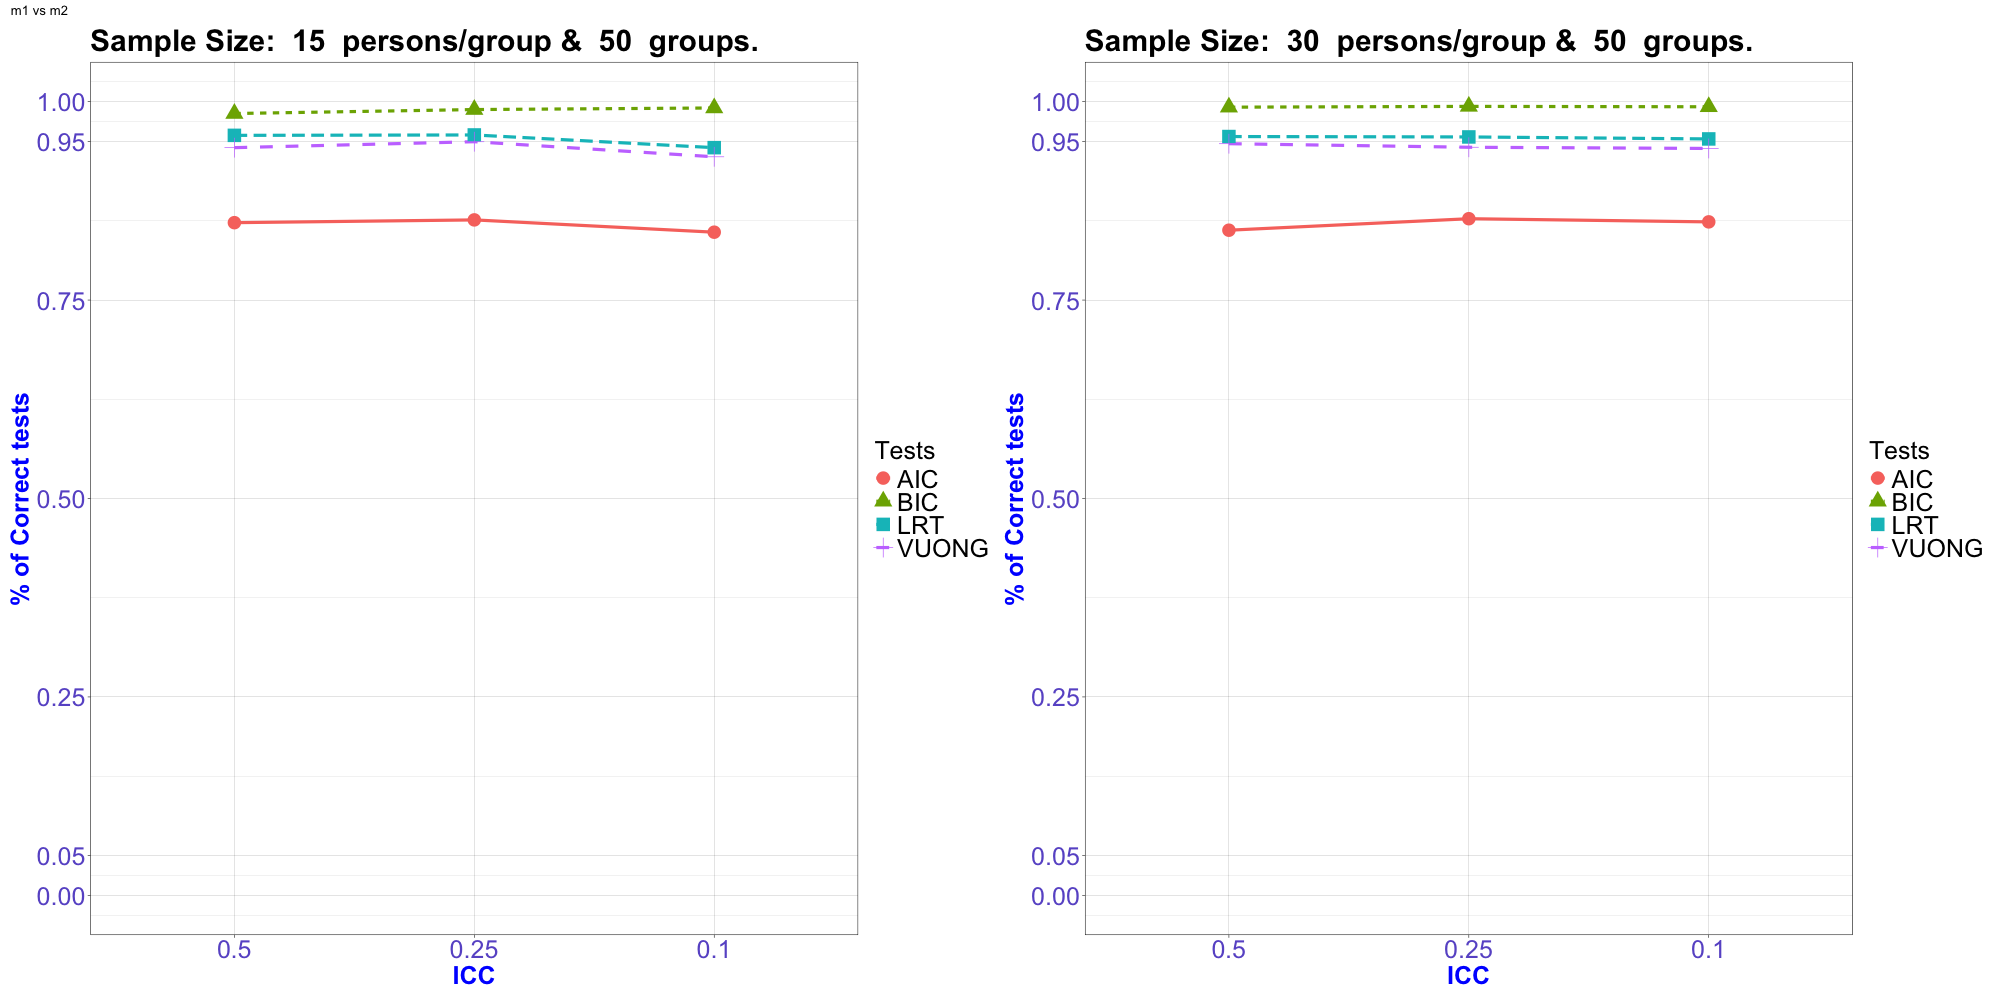 m1 vs m2
Sample Size:  15  persons/group &  50  groups.
1.00
0.95
0.75
0.50
0.25
0.05
0.00
% of Correct tests
0.5
0.25
0.1
ICC
Tests
AIC
BIC
LRT
VUONG
Sample Size:  30  persons/group &  50  groups.
1.00
0.95
0.75
0.50
0.25
0.05
0.00
% of Correct tests
0.5
0.25
0.1
ICC
Tests
AIC
BIC
LRT
VUONG